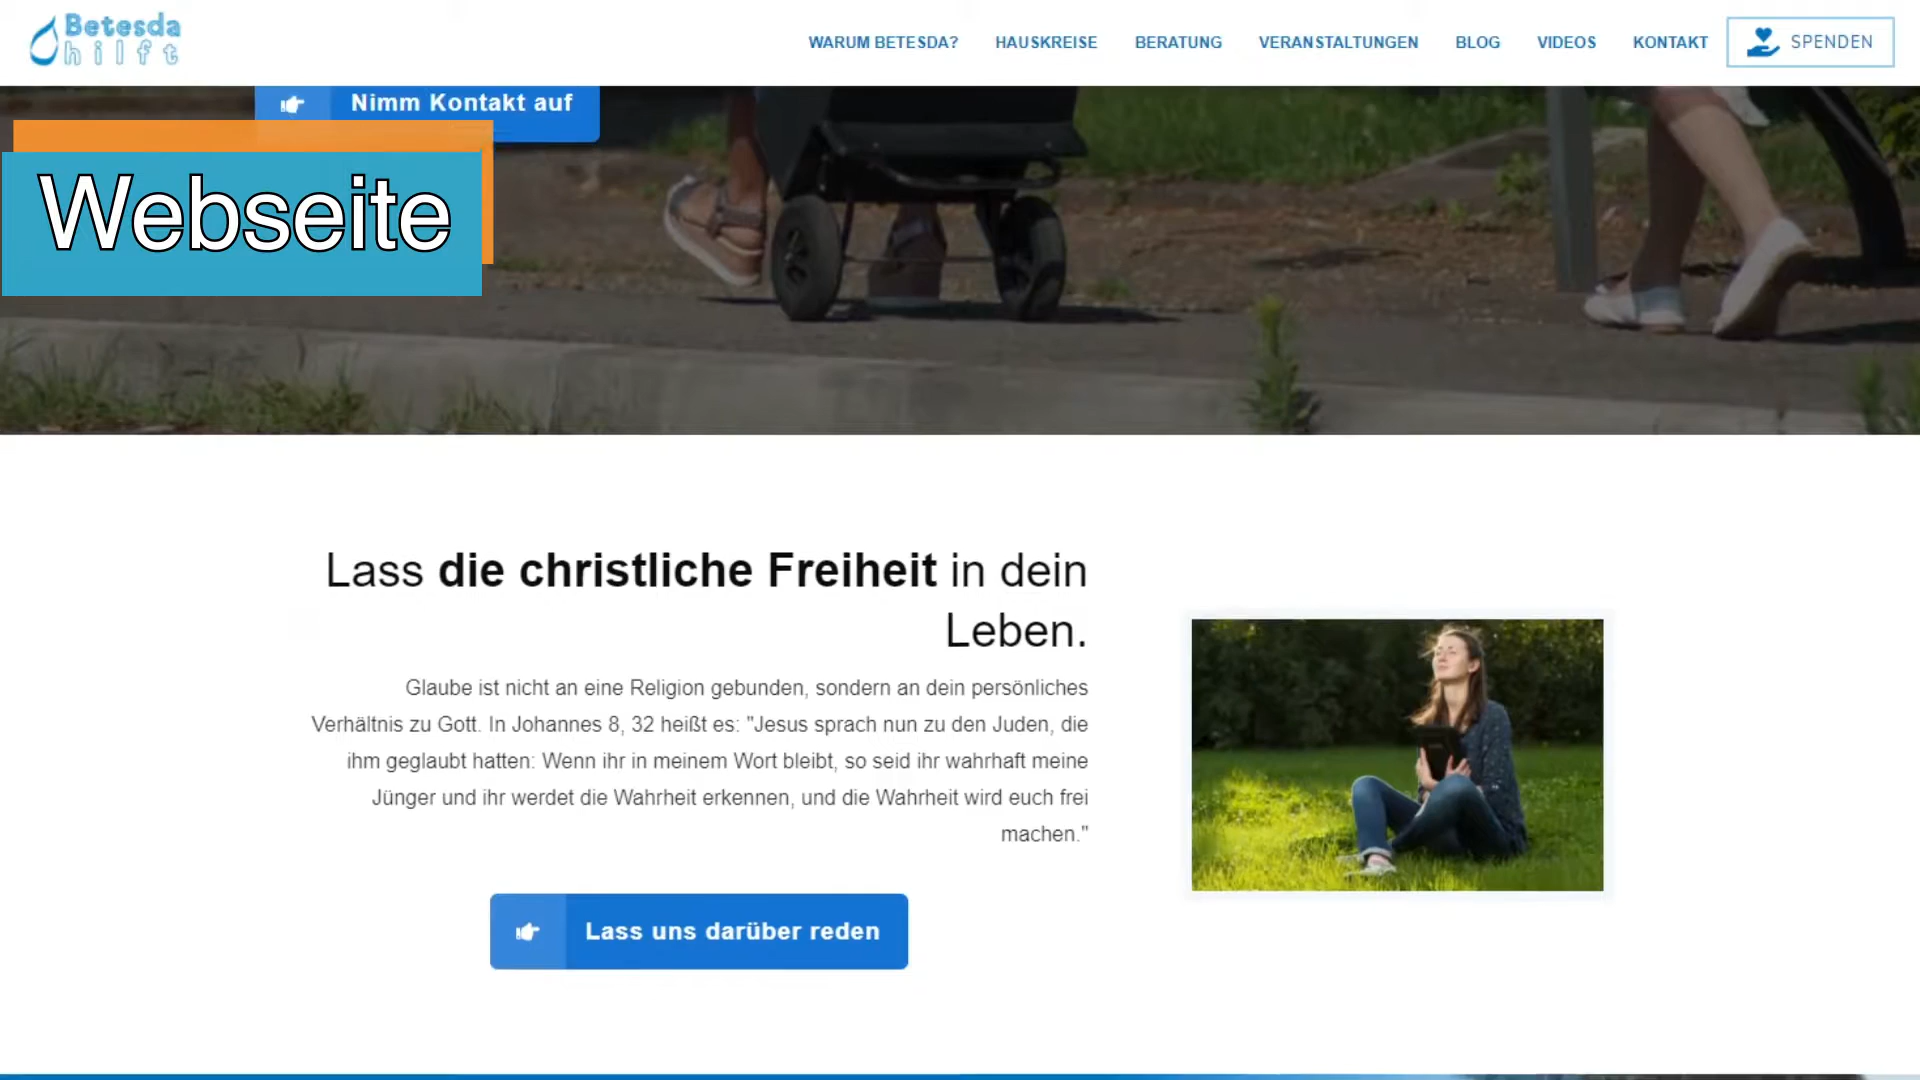 Betesda
hilft
WARUM BETESDA?
HAUSKREISE
BERATUNG
VERANSTALTUNGEN
BLOG
VIDEOS
KONTAKT
SPENDEN
Nimm Kontakt auf
Webseite
Lass die christliche Freiheit in dein
Leben.
Glaube ist nicht an eine Religion gebunden, sondern an dein persönliches
Verhältnis zu Gott. In Johannes 8, 32 heißt es: "Jesus sprach nun zu den Juden, die
ihm geglaubt hatten: Wenn ihr in meinem Wort bleibt, so seid ihr wahrhaft meine
Jünger und ihr werdet die Wahrheit erkennen, und die Wahrheit wird euch frei
machen."
Lass uns darüber reden